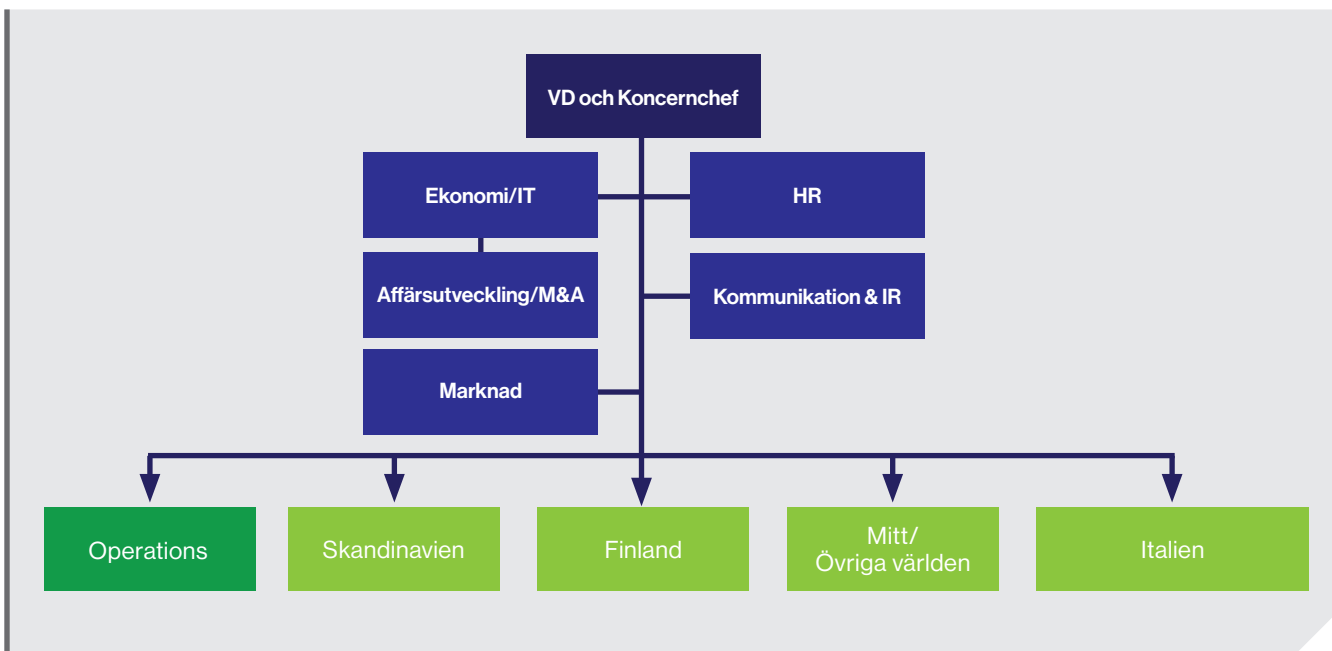 VD och Koncernchef
Ekonomi/IT
HR
Affärsutveckling/M&A
Kommunikation & IR
Marknad
Operations
Skandinavien
Finland
Mitt/
Övriga världen
Italien